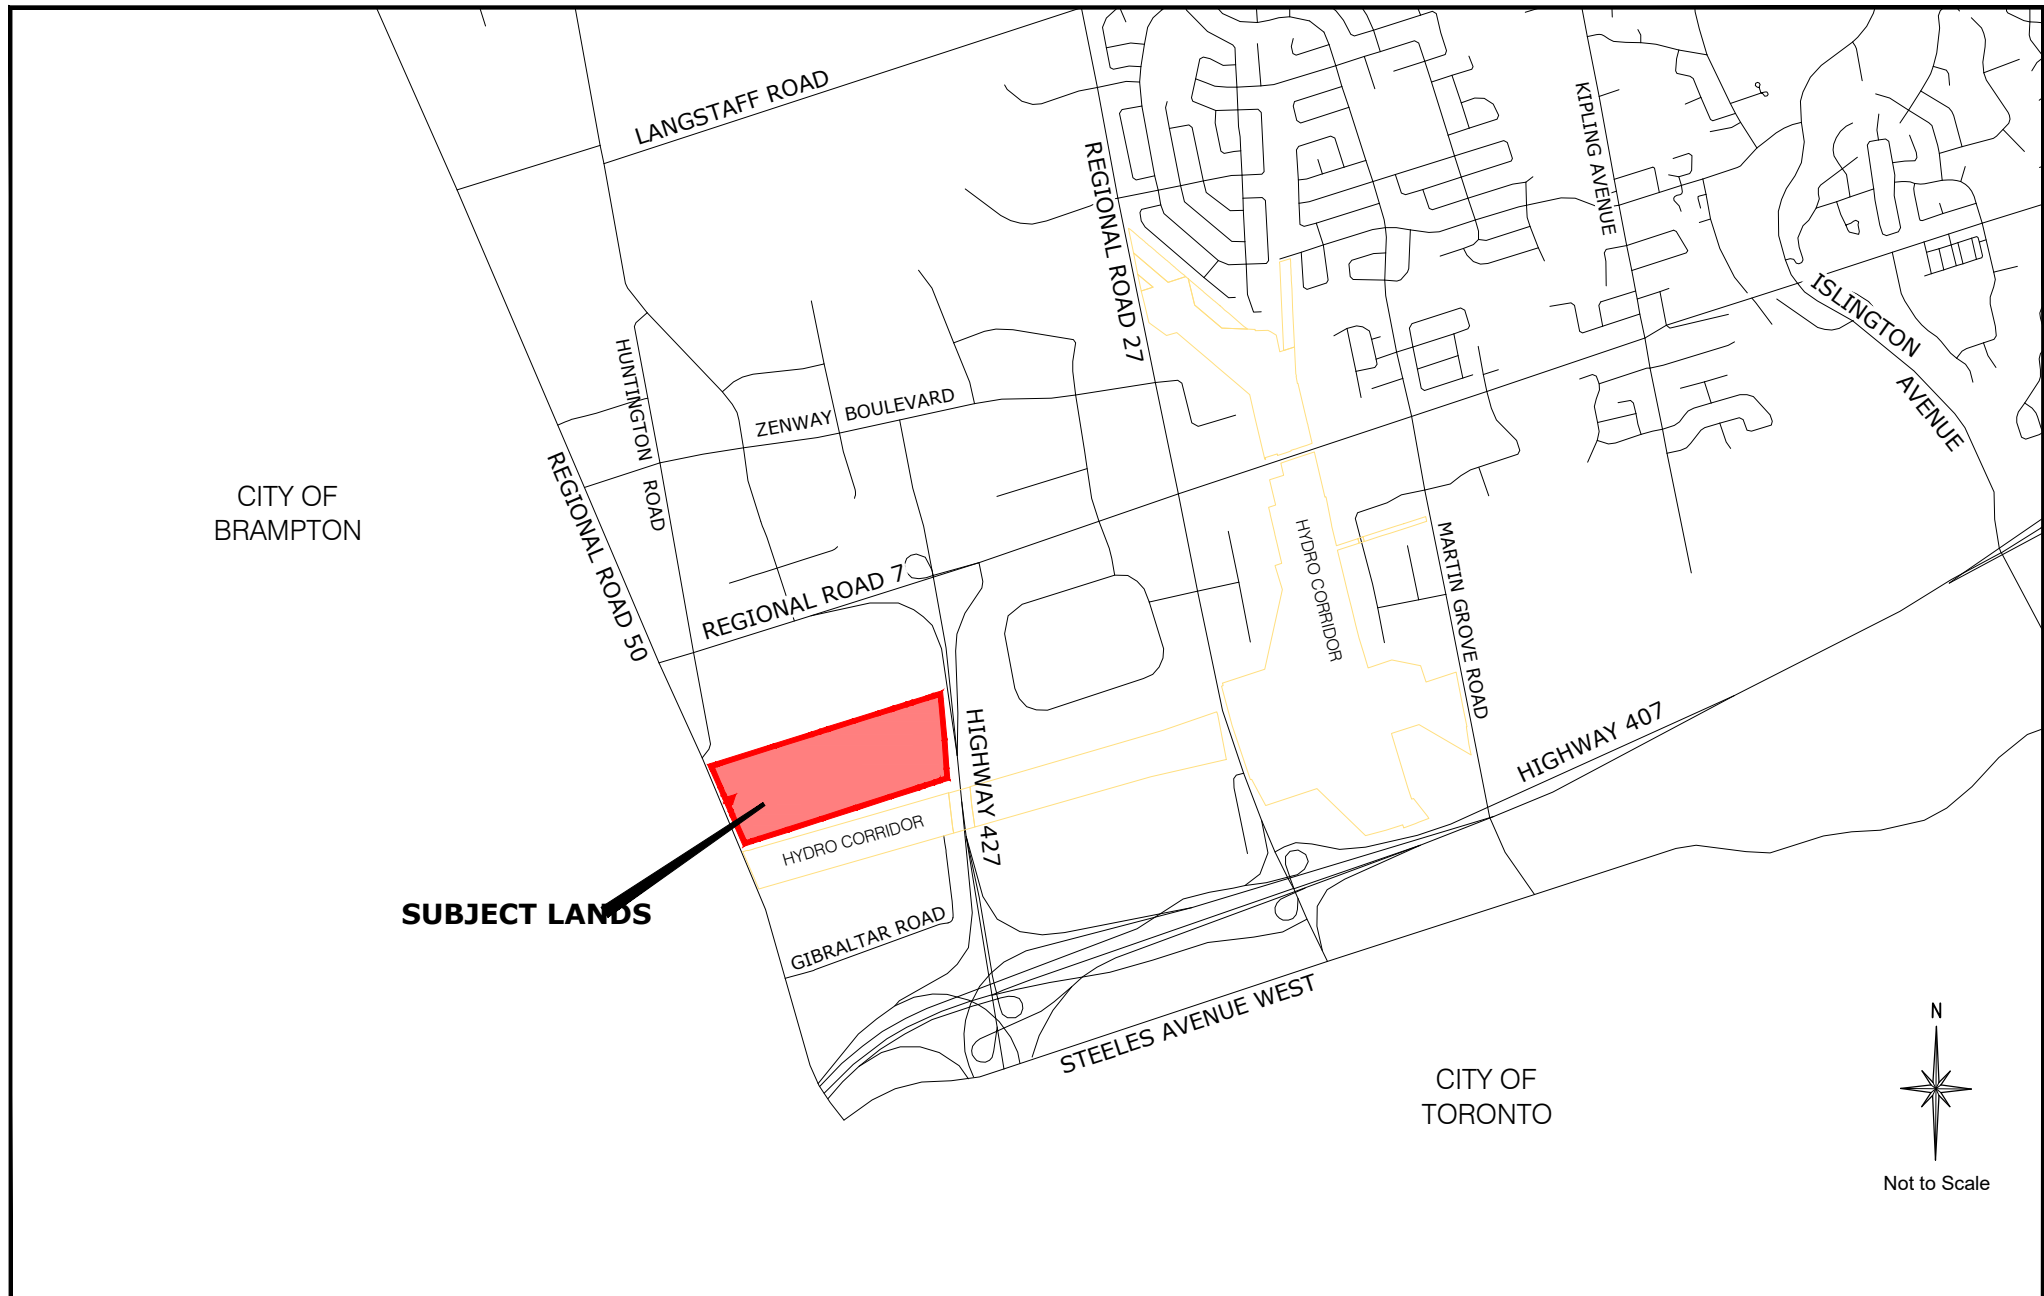 LANGSTAFF ROAD
REGIONAL ROAD 27
KIPLING AVENUE
ISLINGTON
AVENUE
HUNTINGTON ROAD
ZENWAY BOULEVARD
REGIONAL ROAD 50
CITY OF
BRAMPTON
REGIONAL ROAD 7
HYDRO CORRIDOR
MARTIN GROVE ROAD
HIGHWAY 427
HIGHWAY 407
HYDRO CORRIDOR
SUBJECT LANDS
GIBRALTAR ROAD
STEELES AVENUE WEST
CITY OF
TORONTO
N
Not to Scale